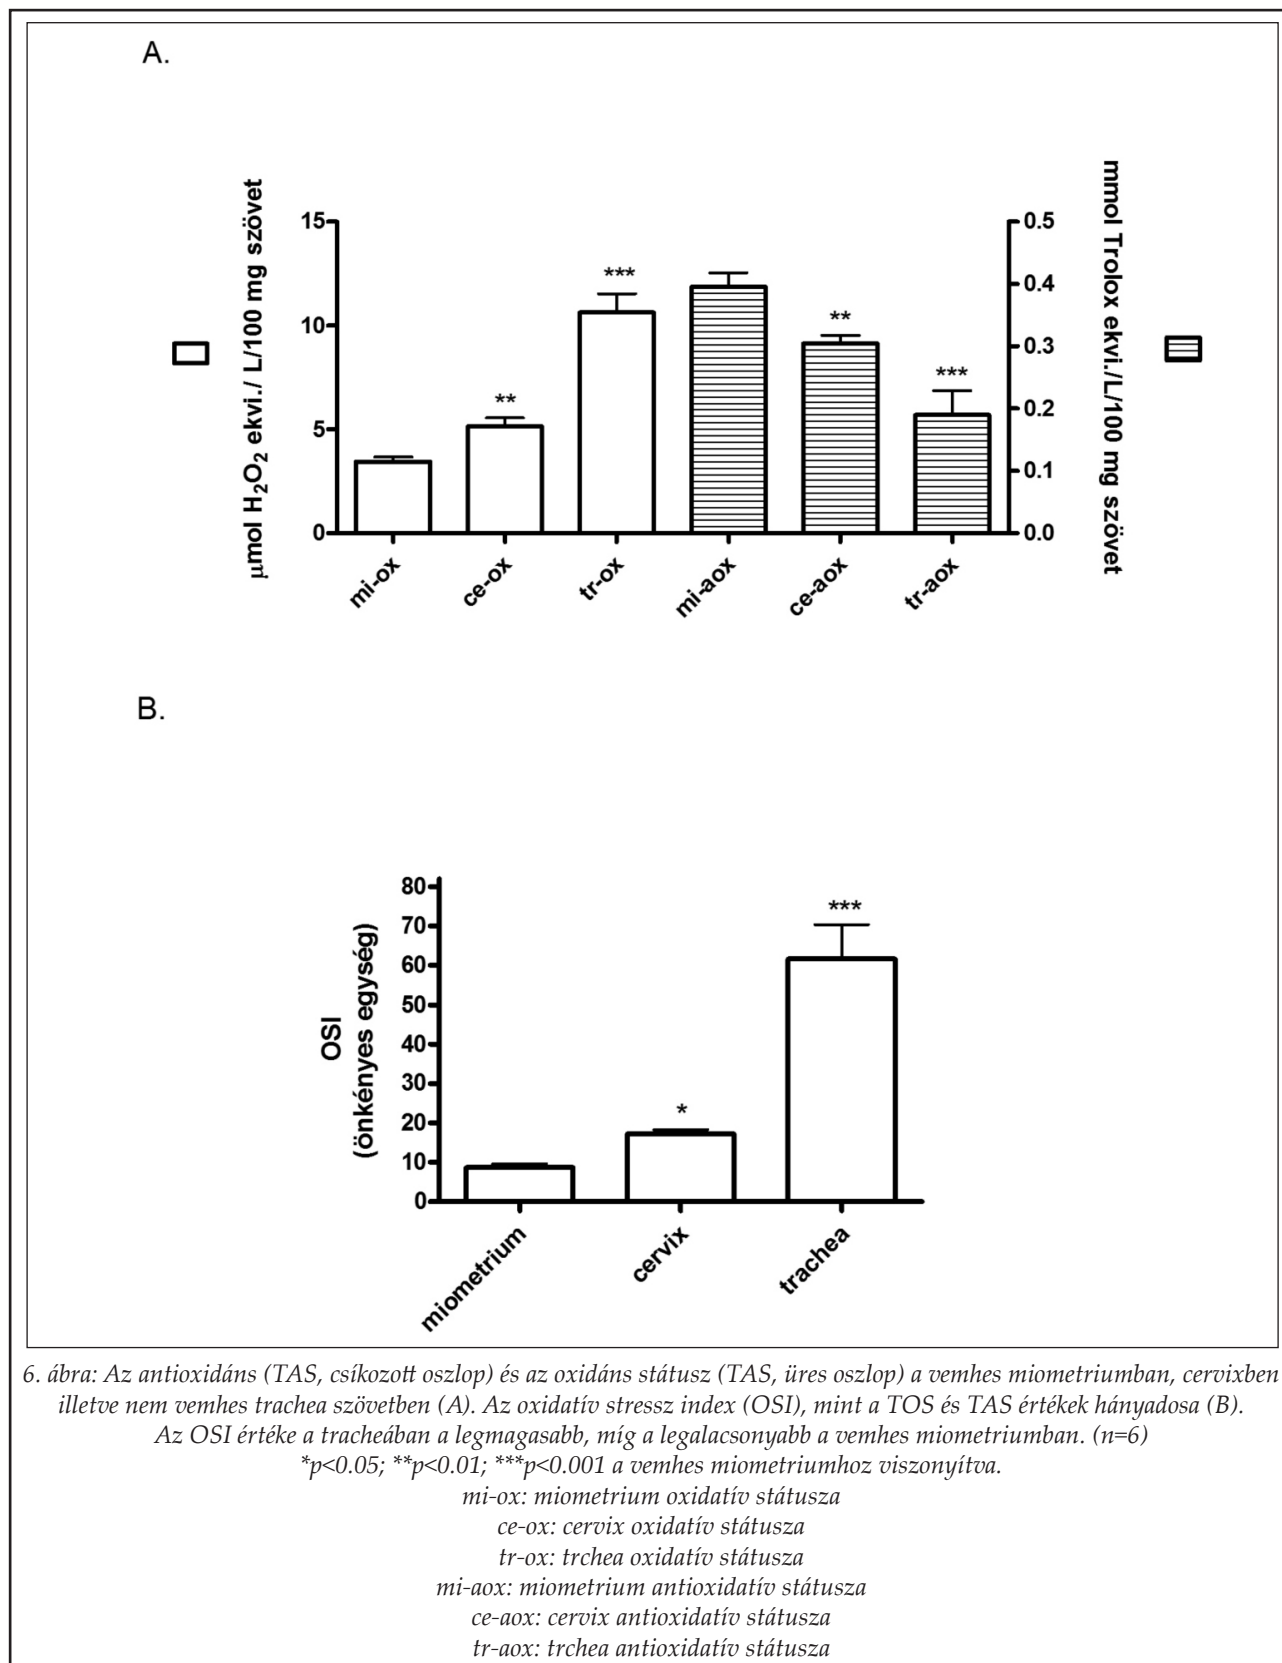 A.
μmol H₂O₂ ekvi./ L/100 mg szövet
15
10
5
0
**
***
**
***
0.5
0.4
0.3
0.2
0.1
0.0
mmol Trolox ekvi./L/100 mg szövet
mi-ox
ce-ox
tr-ox
mi-aox
ce-aox
tr-aox
B.
OSI
(önkényes egység)
80
70
60
50
40
30
20
10
0
*
***
miometrium
cervix
trachea
6. ábra: Az antioxidáns (TAS, csíkozott oszlop) és az oxidáns státusz (TAS, üres oszlop) a vemhes miometriumban, cervixben
illetve nem vemhes trachea szövetben (A). Az oxidatív stressz index (OSI), mint a TOS és TAS értékek hányadosa (B).
Az OSI értéke a tracheában a legmagasabb, míg a legalacsonyabb a vemhes miometriumban. (n=6)
*p<0.05; **p<0.01; ***p<0.001 a vemhes miometriumhoz viszonyítva.
mi-ox: miometrium oxidatív státusza
ce-ox: cervix oxidatív státusza
tr-ox: trchea oxidatív státusza
mi-aox: miometrium antioxidatív státusza
ce-aox: cervix antioxidatív státusza
tr-aox: trchea antioxidatív státusza